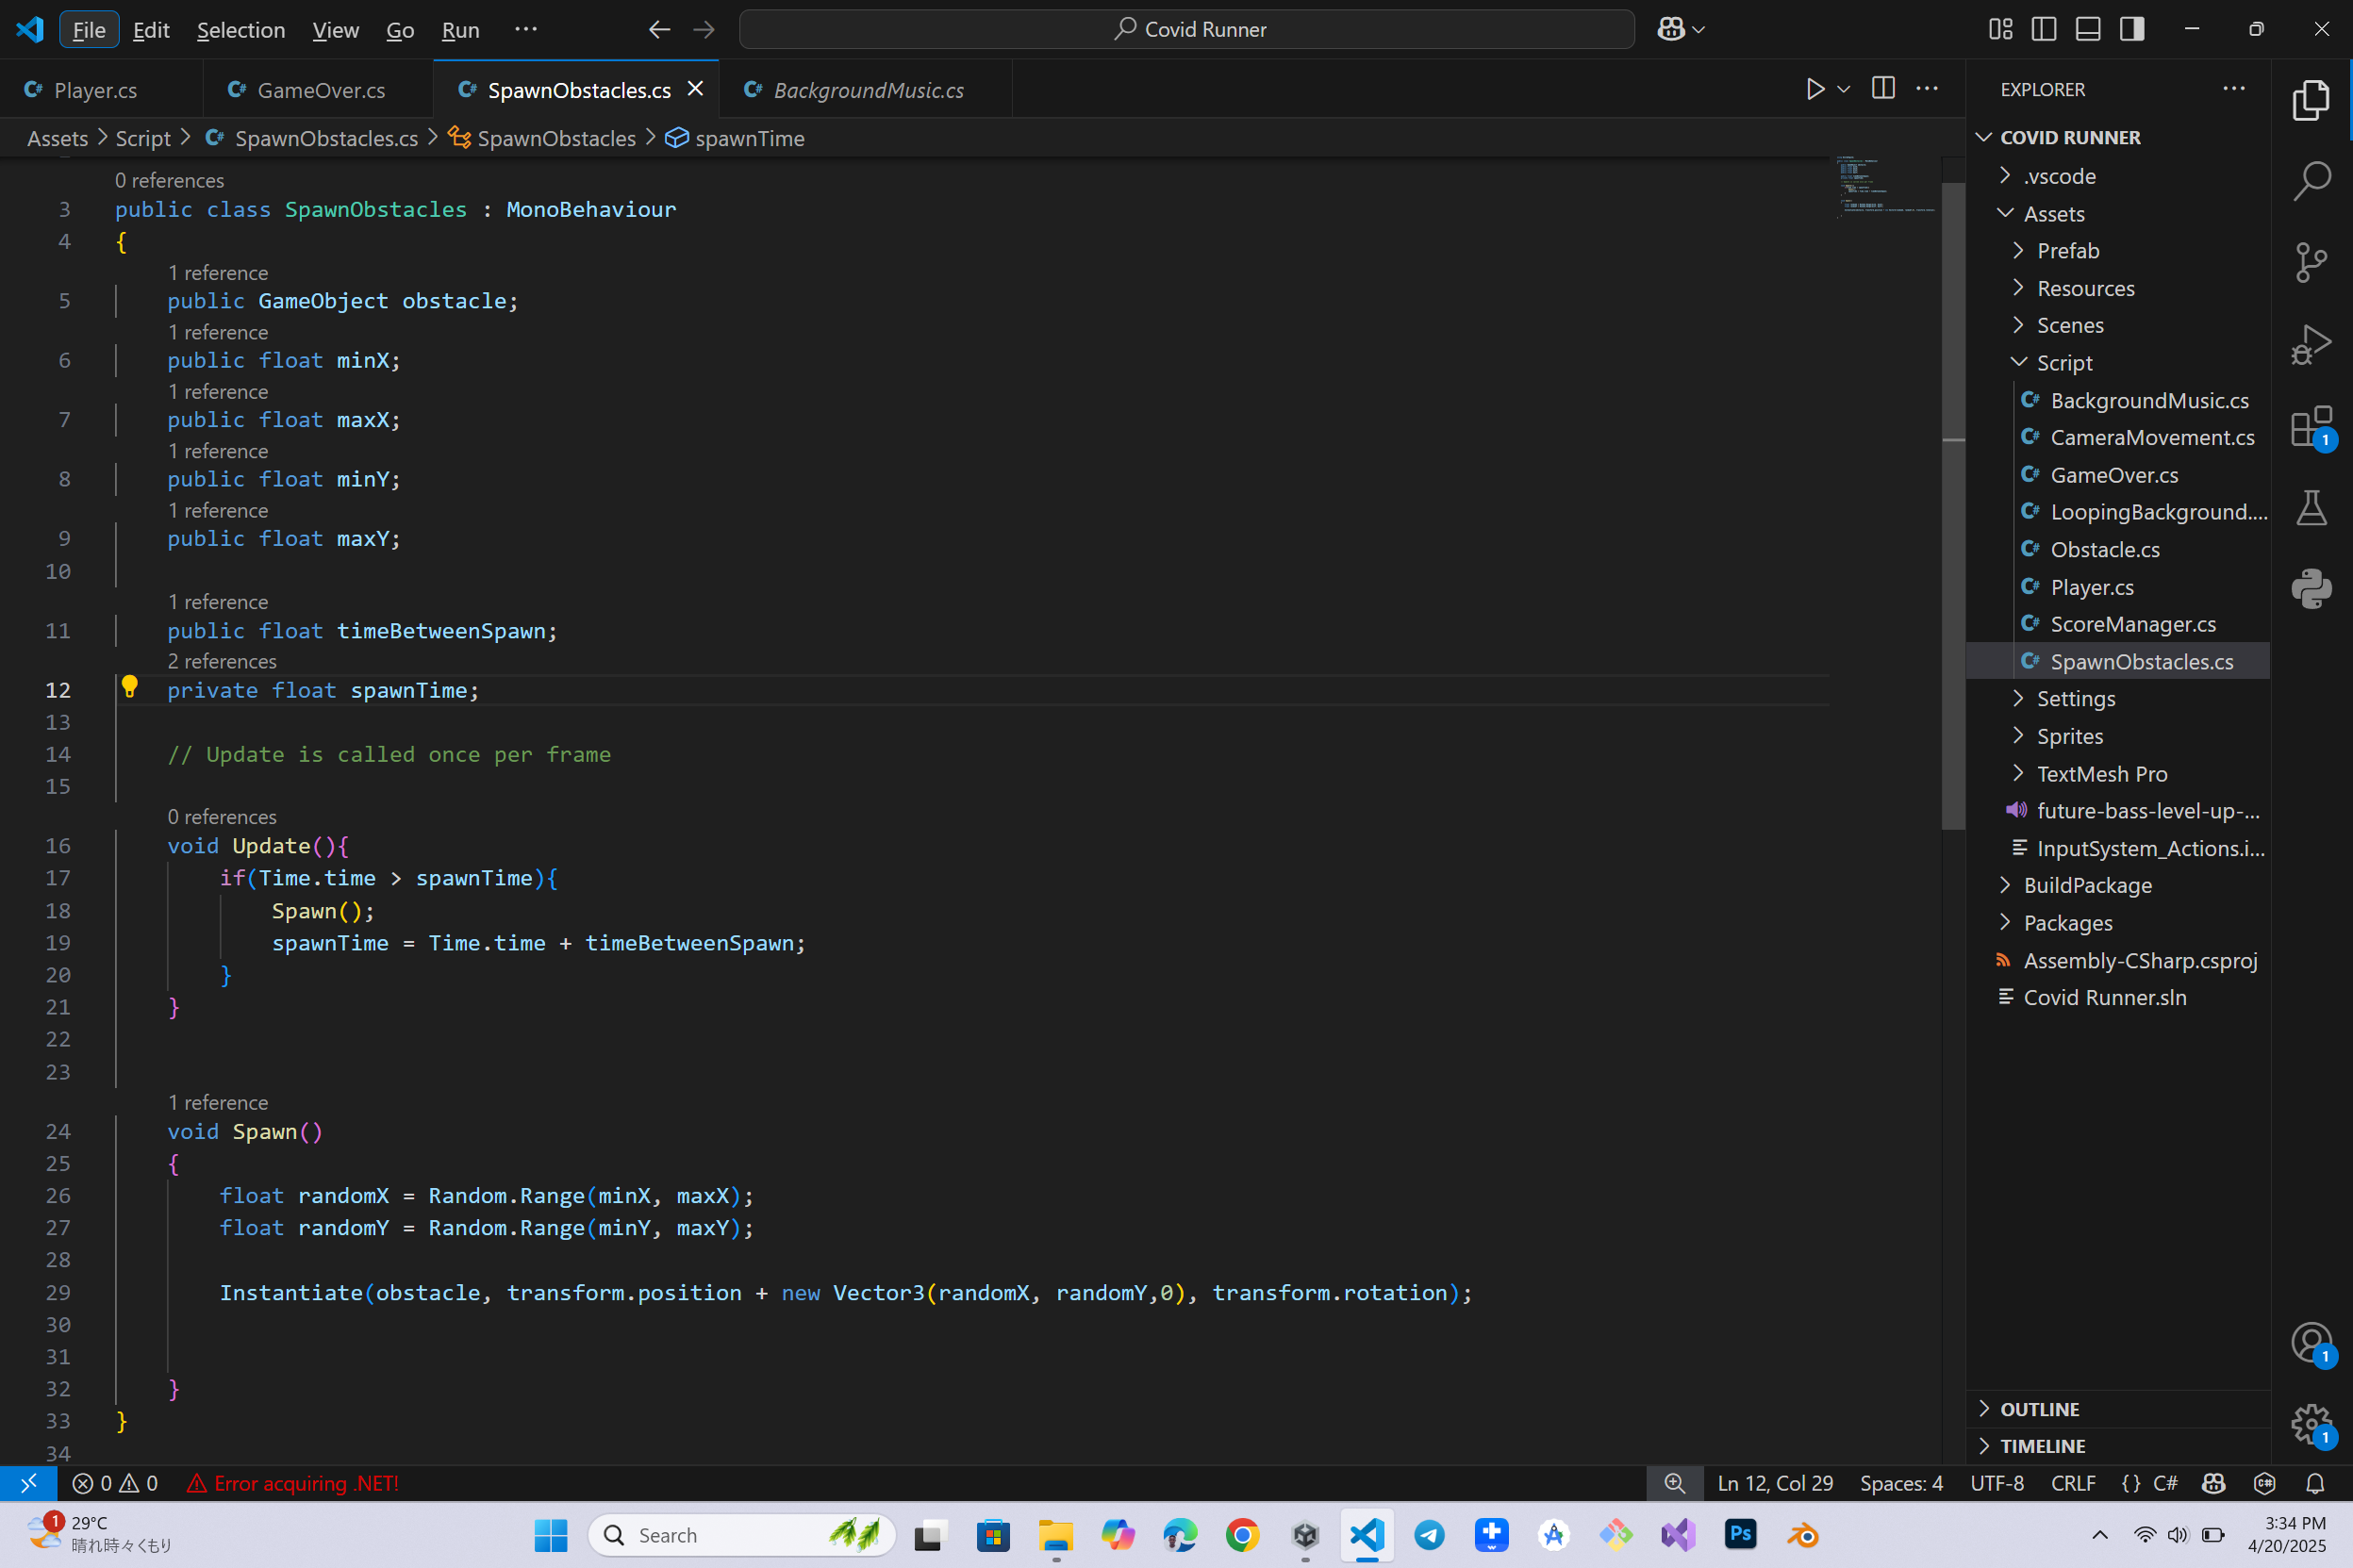 File Edit Selection View Go Run ··· Covid Runner
Player.cs GameOver.cs SpawnObstacles.cs BackgroundMusic.cs
Assets > Script > SpawnObstacles.cs > SpawnObstacles > spawnTime
0 references
3 public class SpawnObstacles : MonoBehaviour
4 {
1 reference
5 public GameObject obstacle;
1 reference
6 public float minX;
1 reference
7 public float maxX;
1 reference
8 public float minY;
1 reference
9 public float maxY;
10
1 reference
11 public float timeBetweenSpawn;
2 references
12 private float spawnTime;
13
14 // Update is called once per frame
15
0 references
16 void Update(){
17 if(Time.time > spawnTime){
18 Spawn();
19 spawnTime = Time.time + timeBetweenSpawn;
20 }
21 }
22
23
1 reference
24 void Spawn()
25 {
26 float randomX = Random.Range(minX, maxX);
27 float randomY = Random.Range(minY, maxY);
28
29 Instantiate(obstacle, transform.position + new Vector3(randomX, randomY,0), transform.rotation);
30
31
32 }
33 }
34
EXPLORER ···
COVID RUNNER
.vscode
Assets
Prefab
Resources
Scenes
Script
C# BackgroundMusic.cs
C# CameraMovement.cs
C# GameOver.cs
C# LoopingBackground....
C# Obstacle.cs
C# Player.cs
C# ScoreManager.cs
C# SpawnObstacles.cs
Settings
Sprites
TextMesh Pro
future-bass-level-up-...
InputSystem_Actions.i...
BuildPackage
Packages
Assembly-CSharp.csproj
Covid Runner.sln
OUTLINE
TIMELINE
1
1
1
0 0 Error acquiring .NET! Ln 12, Col 29 Spaces: 4 UTF-8 CRLF {} C#
1
29°C
晴れ時々くもり
Search
Ps
3:34 PM
4/20/2025